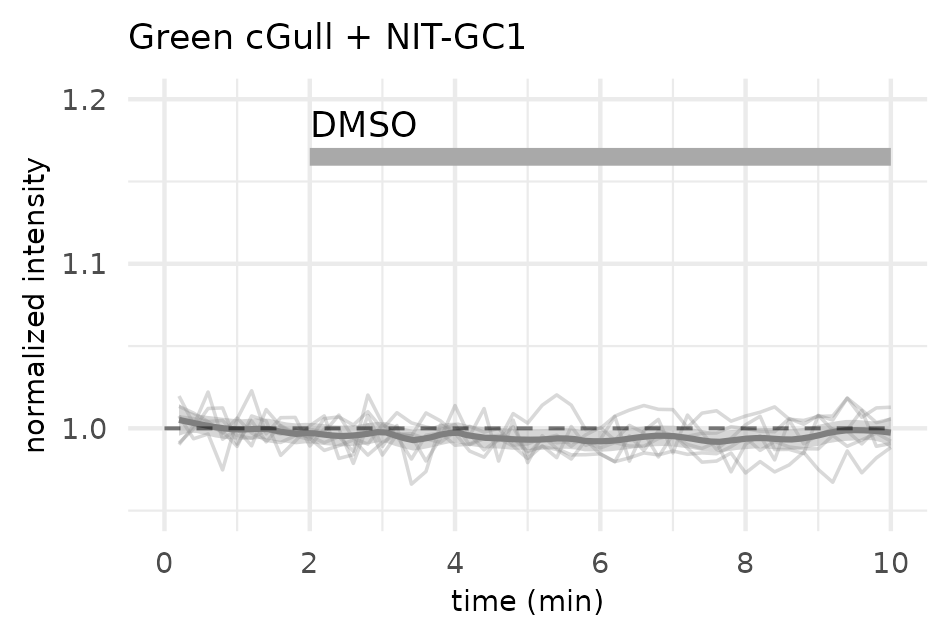 Green cGull + NIT-GC1
1.2
DMSO
1.1
1.0
normalized intensity
0 2 4 6 8 10
time (min)